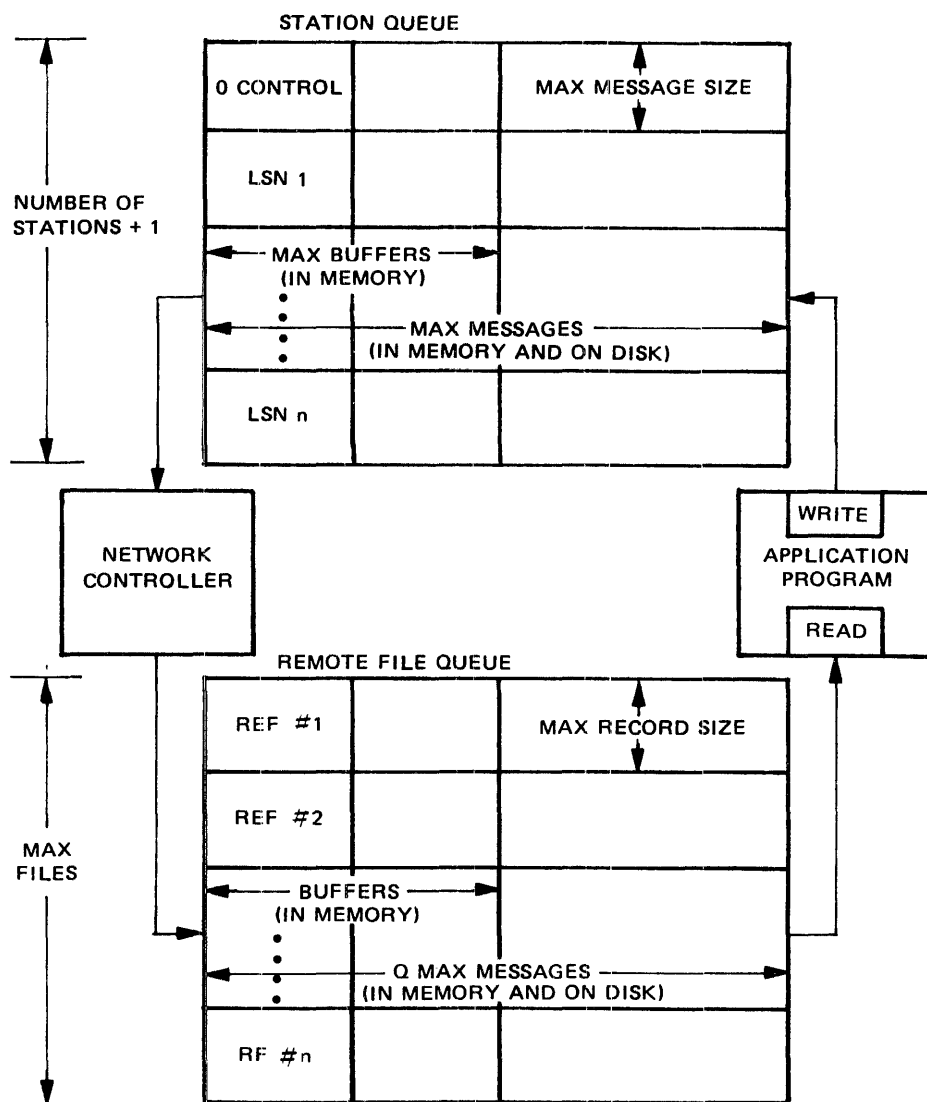 STATION QUEUE
0 CONTROL
MAX MESSAGE SIZE
LSN 1
NUMBER OF
STATIONS + 1
MAX BUFFERS
(IN MEMORY)
MAX MESSAGES
(IN MEMORY AND ON DISK)
LSN n
NETWORK
CONTROLLER
WRITE
APPLICATION
PROGRAM
READ
REMOTE FILE QUEUE
REF #1
MAX RECORD SIZE
REF #2
MAX
FILES
BUFFERS
(IN MEMORY)
Q MAX MESSAGES
(IN MEMORY AND ON DISK)
RF #n